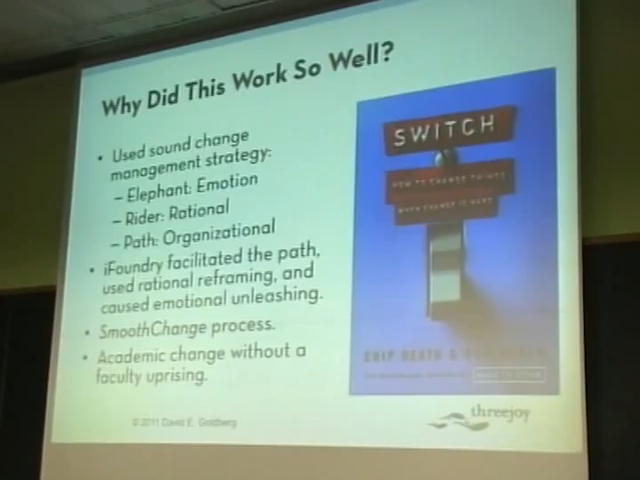 Why Did This Work So Well?
• Used sound change
management strategy:
– Elephant: Emotion
– Rider: Rational
– Path: Organizational
• iFoundry facilitated the path,
used rational reframing, and
caused emotional unleashing.
• SmoothChange process.
• Academic change without a
faculty uprising.
SWITCH
HOW TO CHANGE THINGS
WHEN CHANGE IS HARD
CHIP HEATH &
© 2011 David E. Goldberg
threejoy